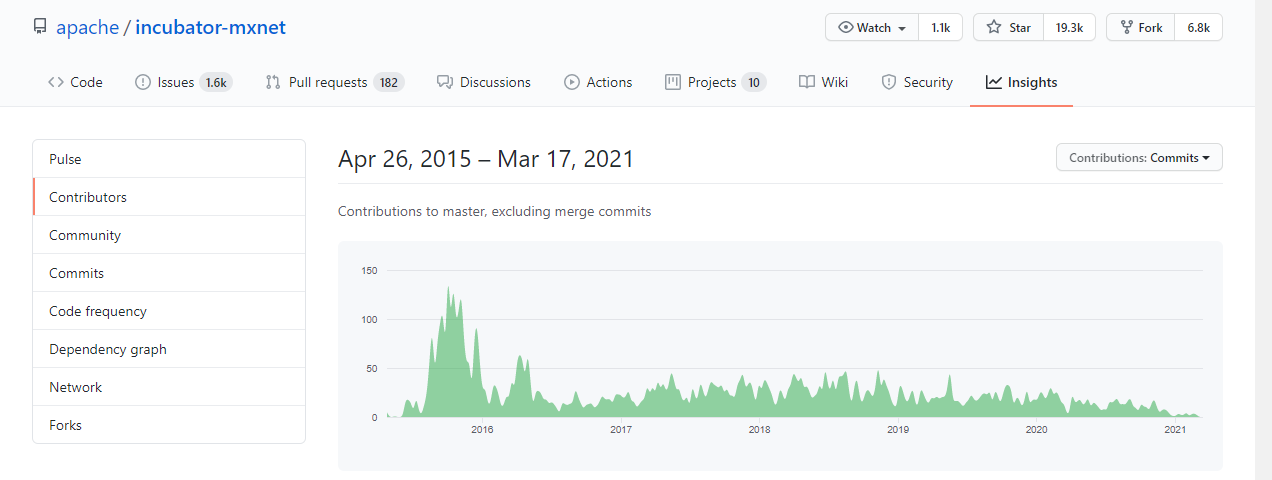 apache / incubator-mxnet
Watch 1.1k Star 19.3k Fork 6.8k
Code Issues 1.6k Pull requests 182 Discussions Actions Projects 10 Wiki Security Insights
Pulse
Contributors
Community
Commits
Code frequency
Dependency graph
Network
Forks
Apr 26, 2015 – Mar 17, 2021
Contributions: Commits
Contributions to master, excluding merge commits
150
100
50
0
2016 2017 2018 2019 2020 2021